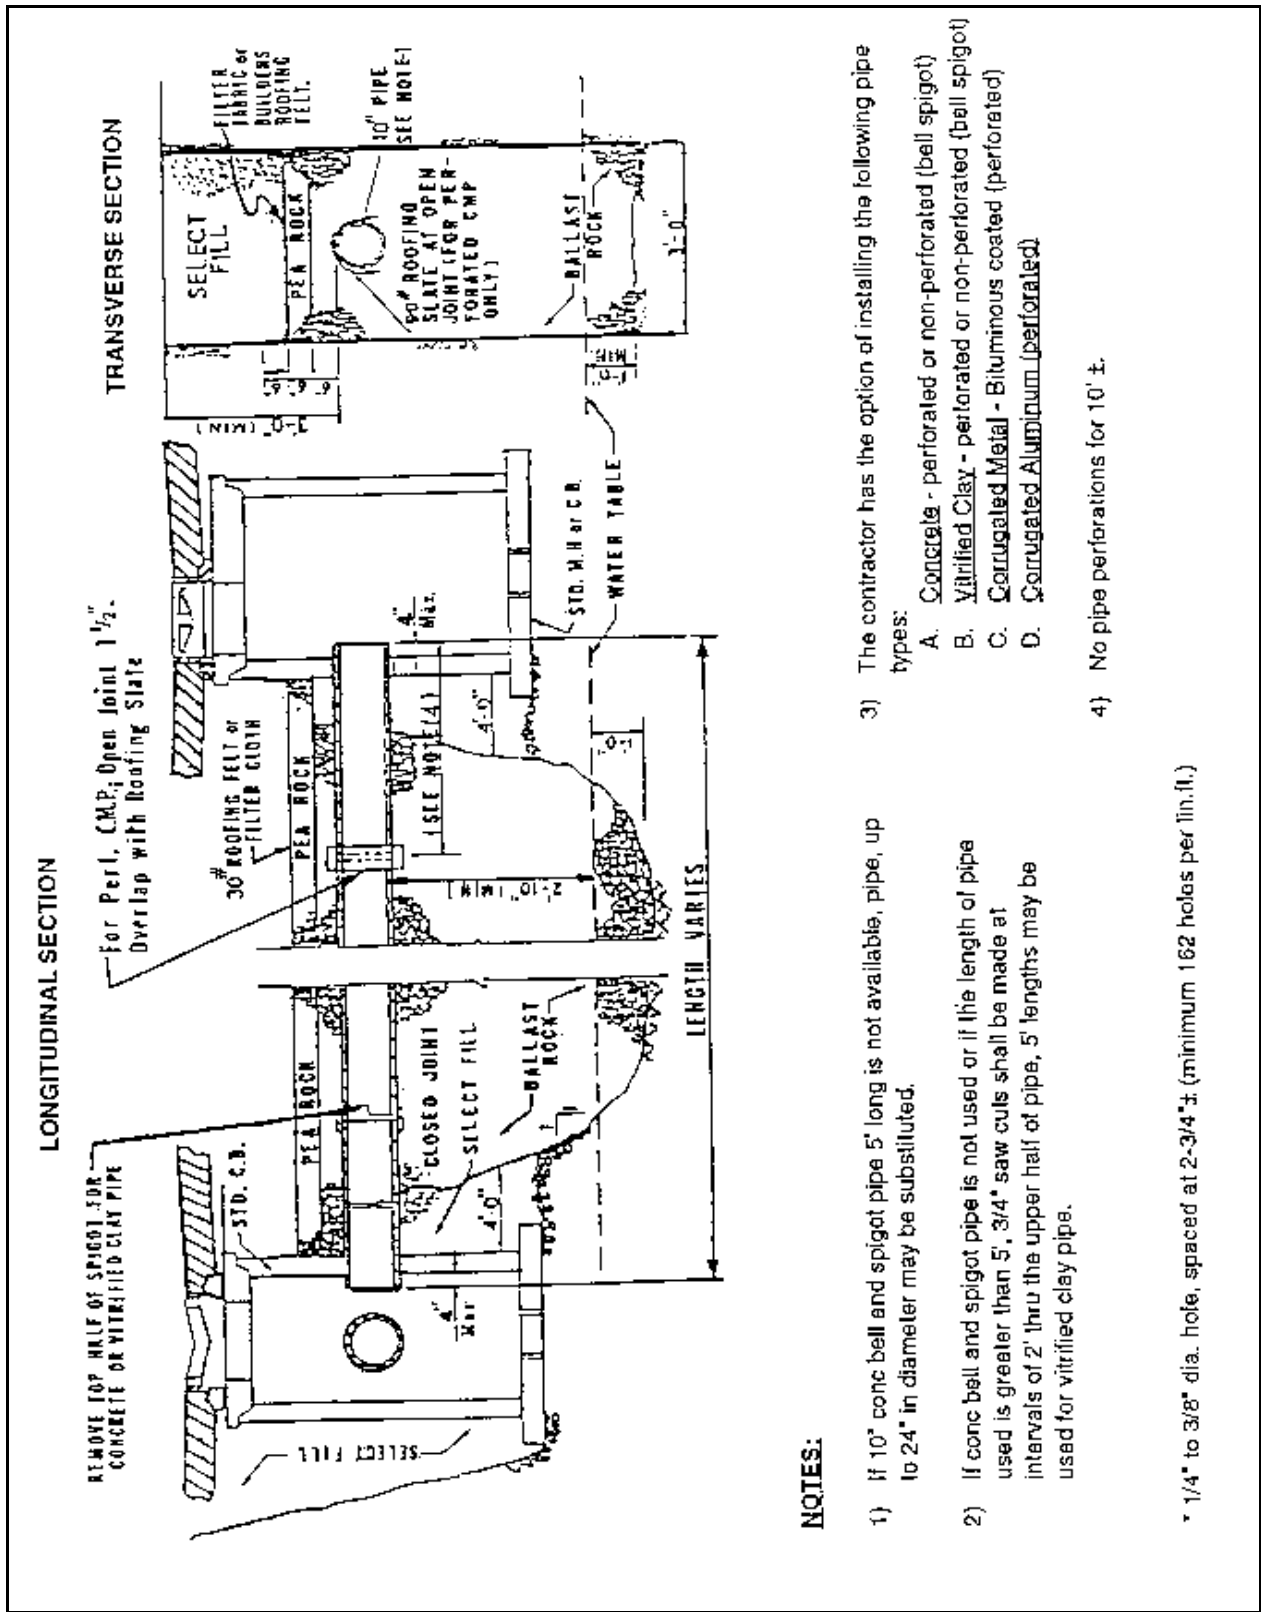 LONGITUDINAL SECTION
TRANSVERSE SECTION
REMOVE TOP HALF OF SPIGOT FOR
CONCRETE OR VITRIFIED CLAY PIPE
STD. C.B.
SELECT FILL
4"
Max.
4'-0"
PEA ROCK
CLOSED JOINT
SELECT FILL
BALLAST
ROCK
For Perf. C.M.P.; Open Joint 1 1/2".
Overlap with Roofing Slate
30# ROOFING FELT or
FILTER CLOTH
PEA ROCK
2'-10" (MIN)
(SEE NOTE (4)
4'-0"
4"
Max.
1'-0"
LENGTH VARIES
STD. M.H or C.B.
WATER TABLE
3'-0" (MIN)
6"
6"
SELECT
FILL
PEA ROCK
FILTER
FABRIC or
BUILDERS
ROOFING
FELT.
10" PIPE
SEE NOTE-1
90# ROOFING
SLATE AT OPEN
JOINT (FOR PER-
FORATED CMP
ONLY)
BALLAST
ROCK
1'-0
MIN
3'-0"
NOTES:
1) If 10" conc bell and spigot pipe 5' long is not available, pipe, up
to 24" in diameter may be substituted.
2) If conc bell and spigot pipe is not used or if the length of pipe
used is greater than 5', 3/4" saw cuts shall be made at
intervals of 2' thru the upper half of pipe, 5' lengths may be
used for vitrified clay pipe.
3) The contractor has the option of installing the following pipe
types:
A. Concrete - perforated or non-perforated (bell spigot)
B. Vitrified Clay - perforated or non-perforated (bell spigot)
C. Corrugated Metal - Bituminous coated (perforated)
D. Corrugated Aluminum (perforated)
4) No pipe perforations for 10' ±.
* 1/4" to 3/8" dia. hole, spaced at 2-3/4"± (minimum 162 holes per lin.ft.)